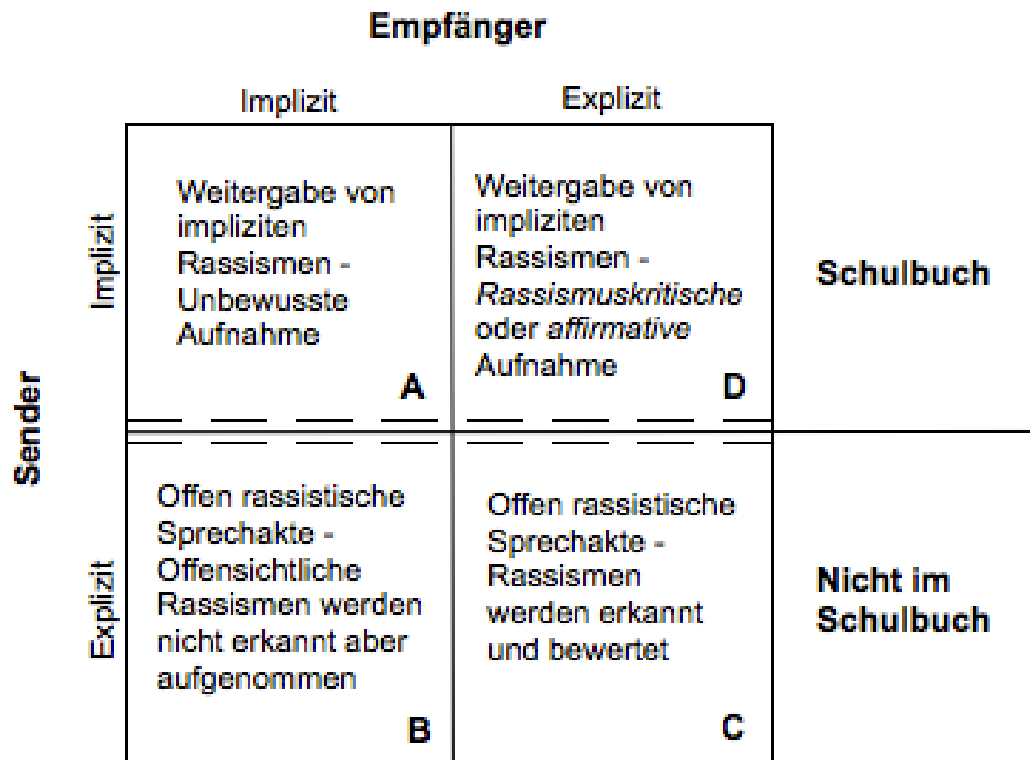 Empfänger
Implizit
Explizit
Sender
Implizit
Weitergabe von
impliziten
Rassismen -
Unbewusste
Aufnahme
A
Weitergabe von
impliziten
Rassismen -
Rassismuskritische
oder affirmative
Aufnahme
D
Schulbuch
Explizit
Offen rassistische
Sprechakte -
Offensichtliche
Rassismen werden
nicht erkannt aber
aufgenommen
B
Offen rassistische
Sprechakte -
Rassismen
werden erkannt
und bewertet
C
Nicht im
Schulbuch